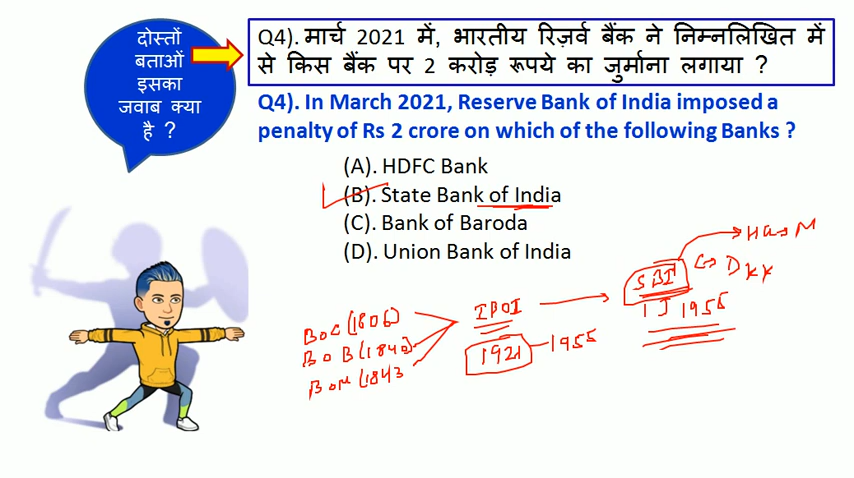 दोस्तों
बताओं
इसका
जवाब क्या
है ?
Q4). मार्च 2021 में, भारतीय रिज़र्व बैंक ने निम्नलिखित में
से किस बैंक पर 2 करोड़ रूपये का जुर्माना लगाया ?
Q4). In March 2021, Reserve Bank of India imposed a
penalty of Rs 2 crore on which of the following Banks ?
(A). HDFC Bank
(B). State Bank of India
(C). Bank of Baroda
(D). Union Bank of India
BOC (1806)
BOB (1840)
BOM (1843
IBOI
1921 - 1955
SBI
1 J 1955
HQ → M
C → DKK